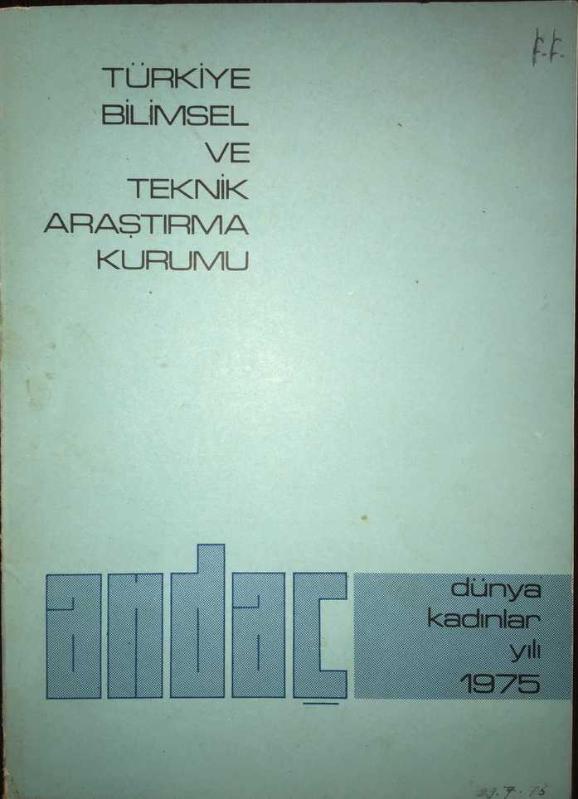 TÜRKİYE
BİLİMSEL
VE
TEKNİK
ARAŞTIRMA
KURUMU
andaç
dünya
kadınlar
yılı
1975